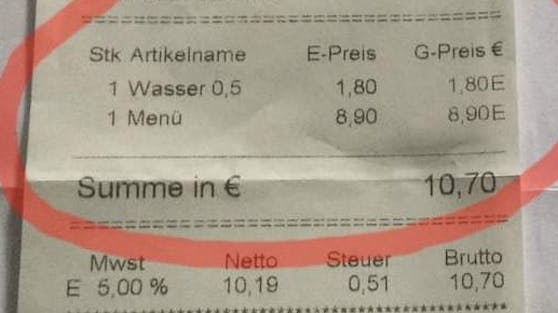 Stk Artikelname E-Preis G-Preis €
1 Wasser 0,5 1,80 1,80E
1 Menü 8,90 8,90E
Summe in € 10,70
Mwst Netto Steuer Brutto
E 5,00 % 10,19 0,51 10,70